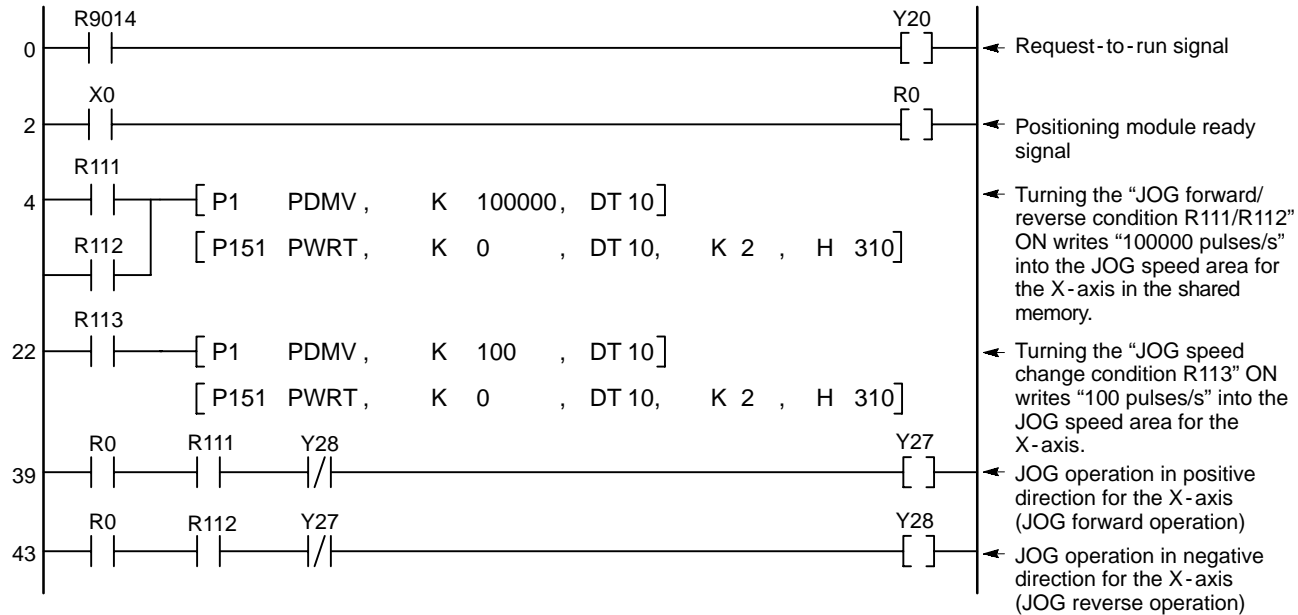 R9014 Y20
0 Request-to-run signal
X0 R0
2 Positioning module ready
signal
R111
4 P1 PDMV , K 100000 , DT 10
R112
P151 PWRT , K 0 , DT 10, K 2 , H 310
Turning the “JOG forward/
reverse condition R111/R112”
ON writes “100000 pulses/s”
into the JOG speed area for
the X-axis in the shared
memory.
R113
22 P1 PDMV , K 100 , DT 10
P151 PWRT , K 0 , DT 10, K 2 , H 310
Turning the “JOG speed
change condition R113” ON
writes “100 pulses/s” into the
JOG speed area for the
X-axis.
R0 R111 Y28 Y27
39 JOG operation in positive
direction for the X-axis
(JOG forward operation)
R0 R112 Y27 Y28
43 JOG operation in negative
direction for the X-axis
(JOG reverse operation)